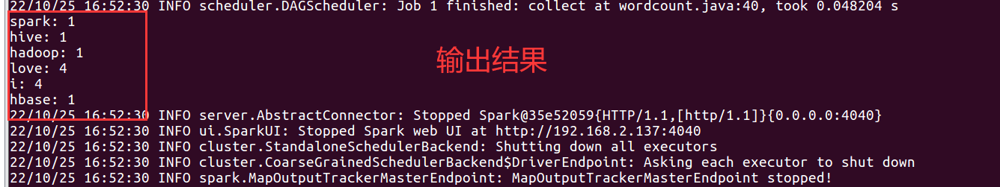 22/10/25 16:52:30 INFO scheduler.DAGScheduler: Job 1 finished: collect at wordcount.java:40, took 0.048204 s
spark: 1
hive: 1
hadoop: 1
love: 4
i: 4
hbase: 1
输出结果
22/10/25 16:52:30 INFO server.AbstractConnector: Stopped Spark@35e52059{HTTP/1.1,[http/1.1]}{0.0.0.0:4040}
22/10/25 16:52:30 INFO ui.SparkUI: Stopped Spark web UI at http://192.168.2.137:4040
22/10/25 16:52:30 INFO cluster.StandaloneSchedulerBackend: Shutting down all executors
22/10/25 16:52:30 INFO cluster.CoarseGrainedSchedulerBackend$DriverEndpoint: Asking each executor to shut down
22/10/25 16:52:30 INFO spark.MapOutputTrackerMasterEndpoint: MapOutputTrackerMasterEndpoint stopped!